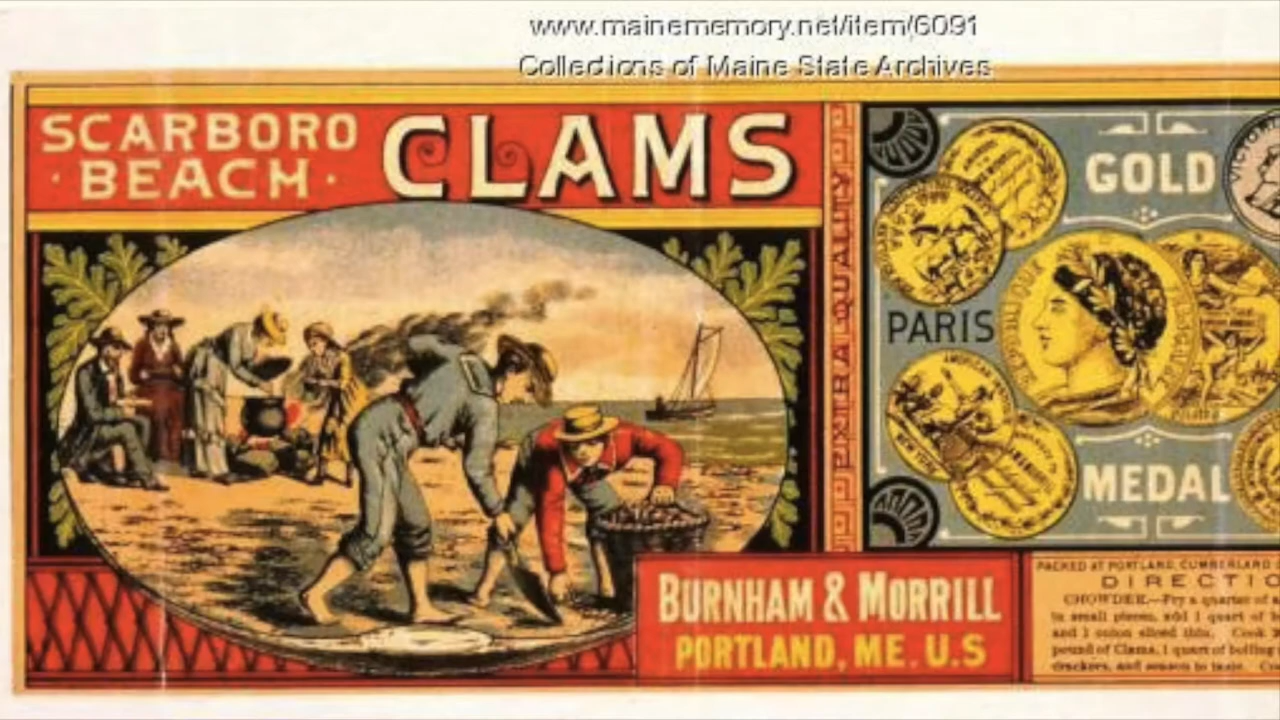 www.mainememory.net/item/6091
Collections of Maine State Archives
SCARBORO
· BEACH ·
CLAMS
EXTRA QUALITY
GOLD
VICTOR
PARIS
MEDAL
BURNHAM & MORRILL
PORTLAND, ME. U.S
PACKED AT PORTLAND, CUMBERLAND
DIRECTIO
CHOWDER.—Fry a quarter of
in small pieces, add 1 quart of
and 1 onion sliced thin. Cook
pound of Clams, 1 quart of boiling
crackers, and season to taste.